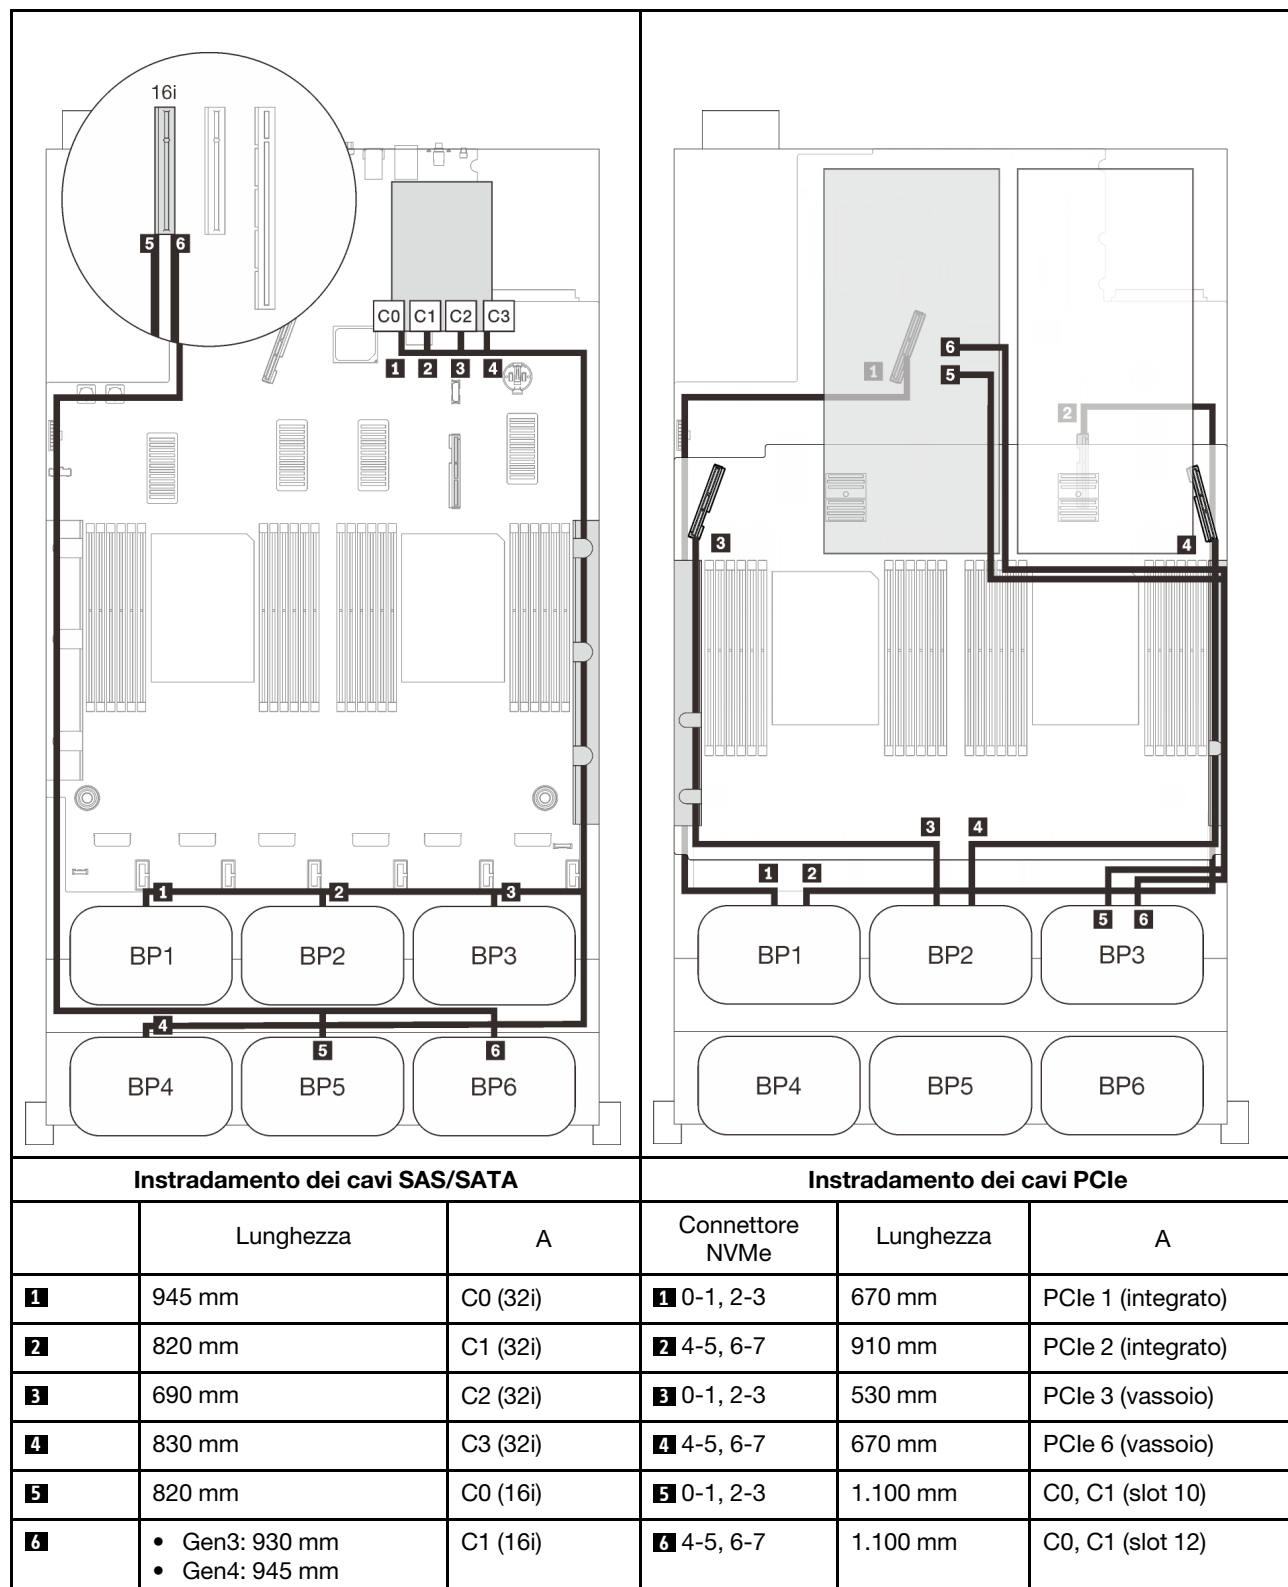 16i
5 6
C0 C1 C2 C3
1 2 3 4
1 2 3
BP1 BP2 BP3
4
5 6
BP4 BP5 BP6
6
1 5
2
3 4
3 4
1 2
5 6
BP1 BP2 BP3
BP4 BP5 BP6
Instradamento dei cavi SAS/SATA
Lunghezza A
1 945 mm C0 (32i)
2 820 mm C1 (32i)
3 690 mm C2 (32i)
4 830 mm C3 (32i)
5 820 mm C0 (16i)
6 • Gen3: 930 mm C1 (16i)
• Gen4: 945 mm
Instradamento dei cavi PCIe
Connettore
NVMe Lunghezza A
1 0-1, 2-3 670 mm PCIe 1 (integrato)
2 4-5, 6-7 910 mm PCIe 2 (integrato)
3 0-1, 2-3 530 mm PCIe 3 (vassoio)
4 4-5, 6-7 670 mm PCIe 6 (vassoio)
5 0-1, 2-3 1.100 mm C0, C1 (slot 10)
6 4-5, 6-7 1.100 mm C0, C1 (slot 12)